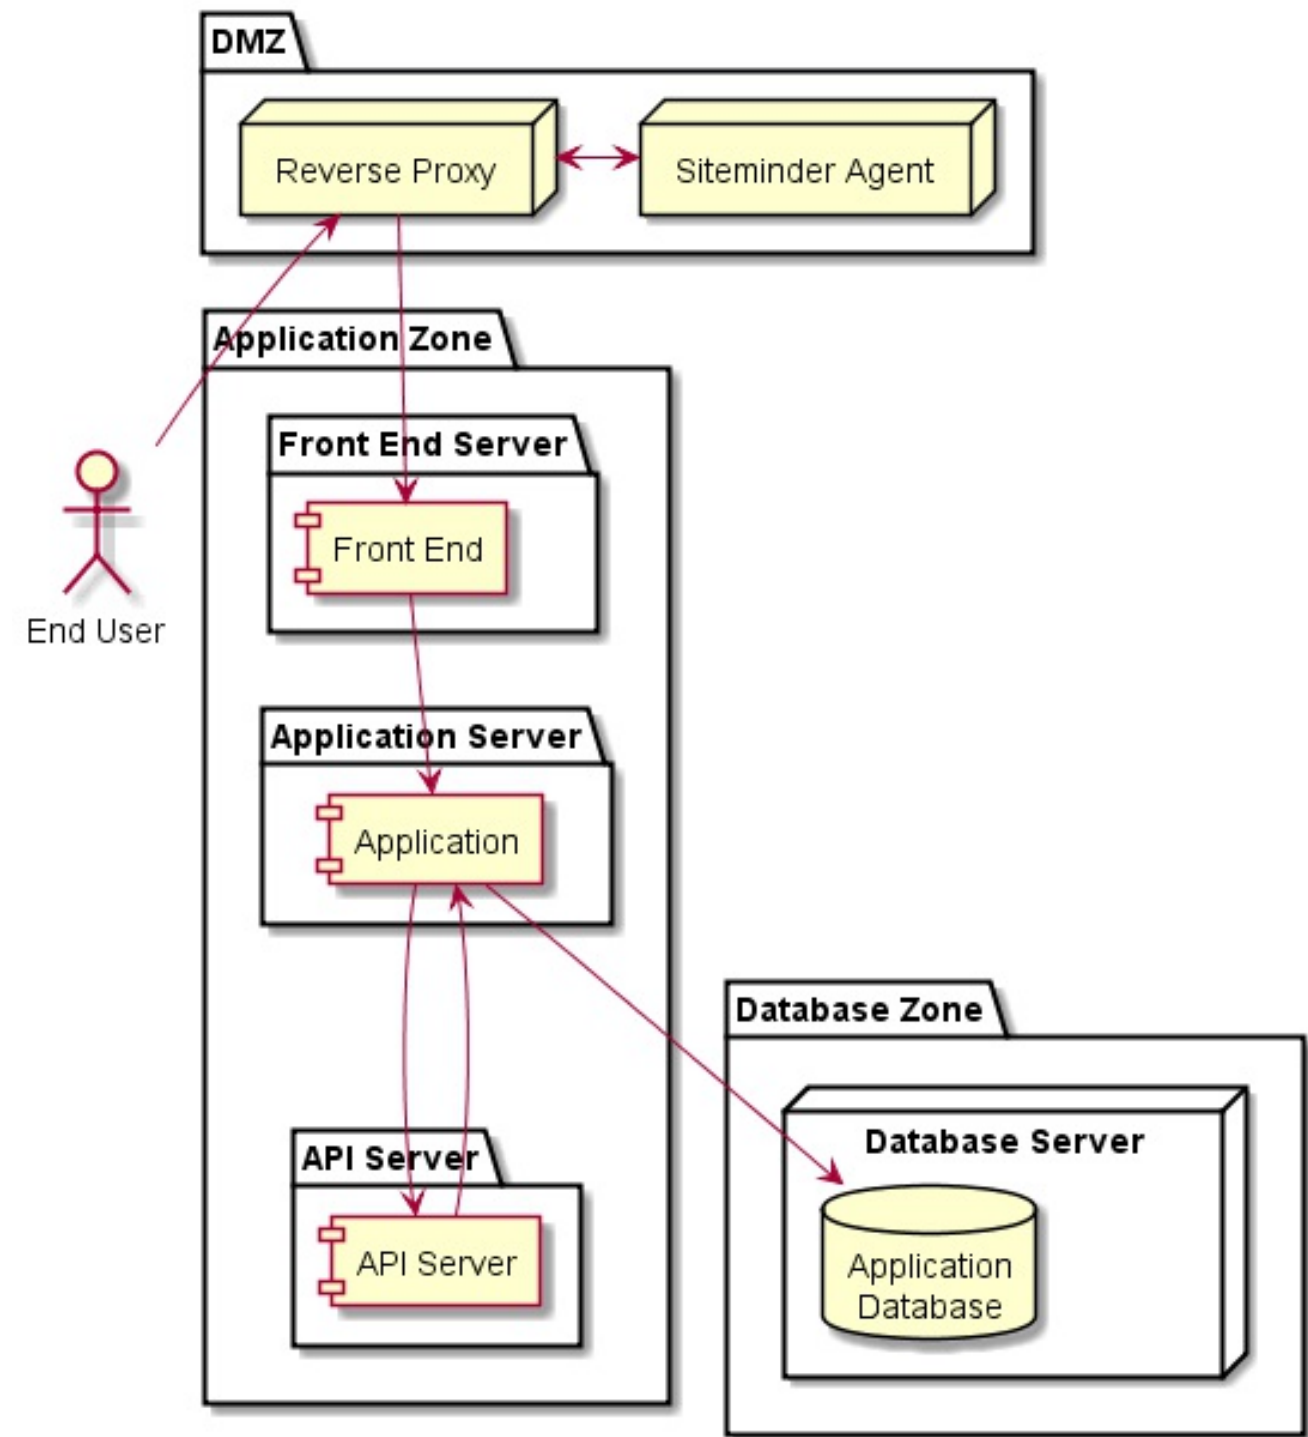 DMZ
Reverse Proxy
Siteminder Agent
Application Zone
Front End Server
Front End
End User
Application Server
Application
Database Zone
Database Server
API Server
API Server
Application
Database